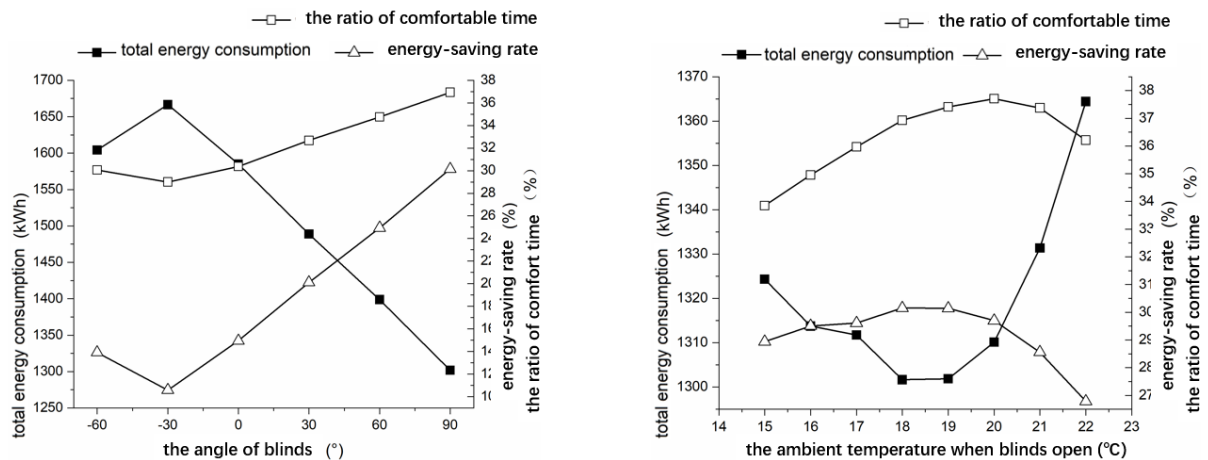 the ratio of comfortable time
total energy consumption
energy-saving rate
1700
1650
1600
1550
1500
1450
1400
1350
1300
1250
total energy consumption (kWh)
38
36
34
32
30
28
26
24
22
20
18
16
14
12
10
energy-saving rate (%)
the ratio of comfort time (%)
-60 -30 0 30 60 90
the angle of blinds (°)
the ratio of comfortable time
total energy consumption
energy-saving rate
1370
1360
1350
1340
1330
1320
1310
1300
total energy consumption (kWh)
38
37
36
35
34
33
32
31
30
29
28
27
energy-saving rate (%)
the ratio of comfort time (%)
14 15 16 17 18 19 20 21 22 23
the ambient temperature when blinds open (℃)